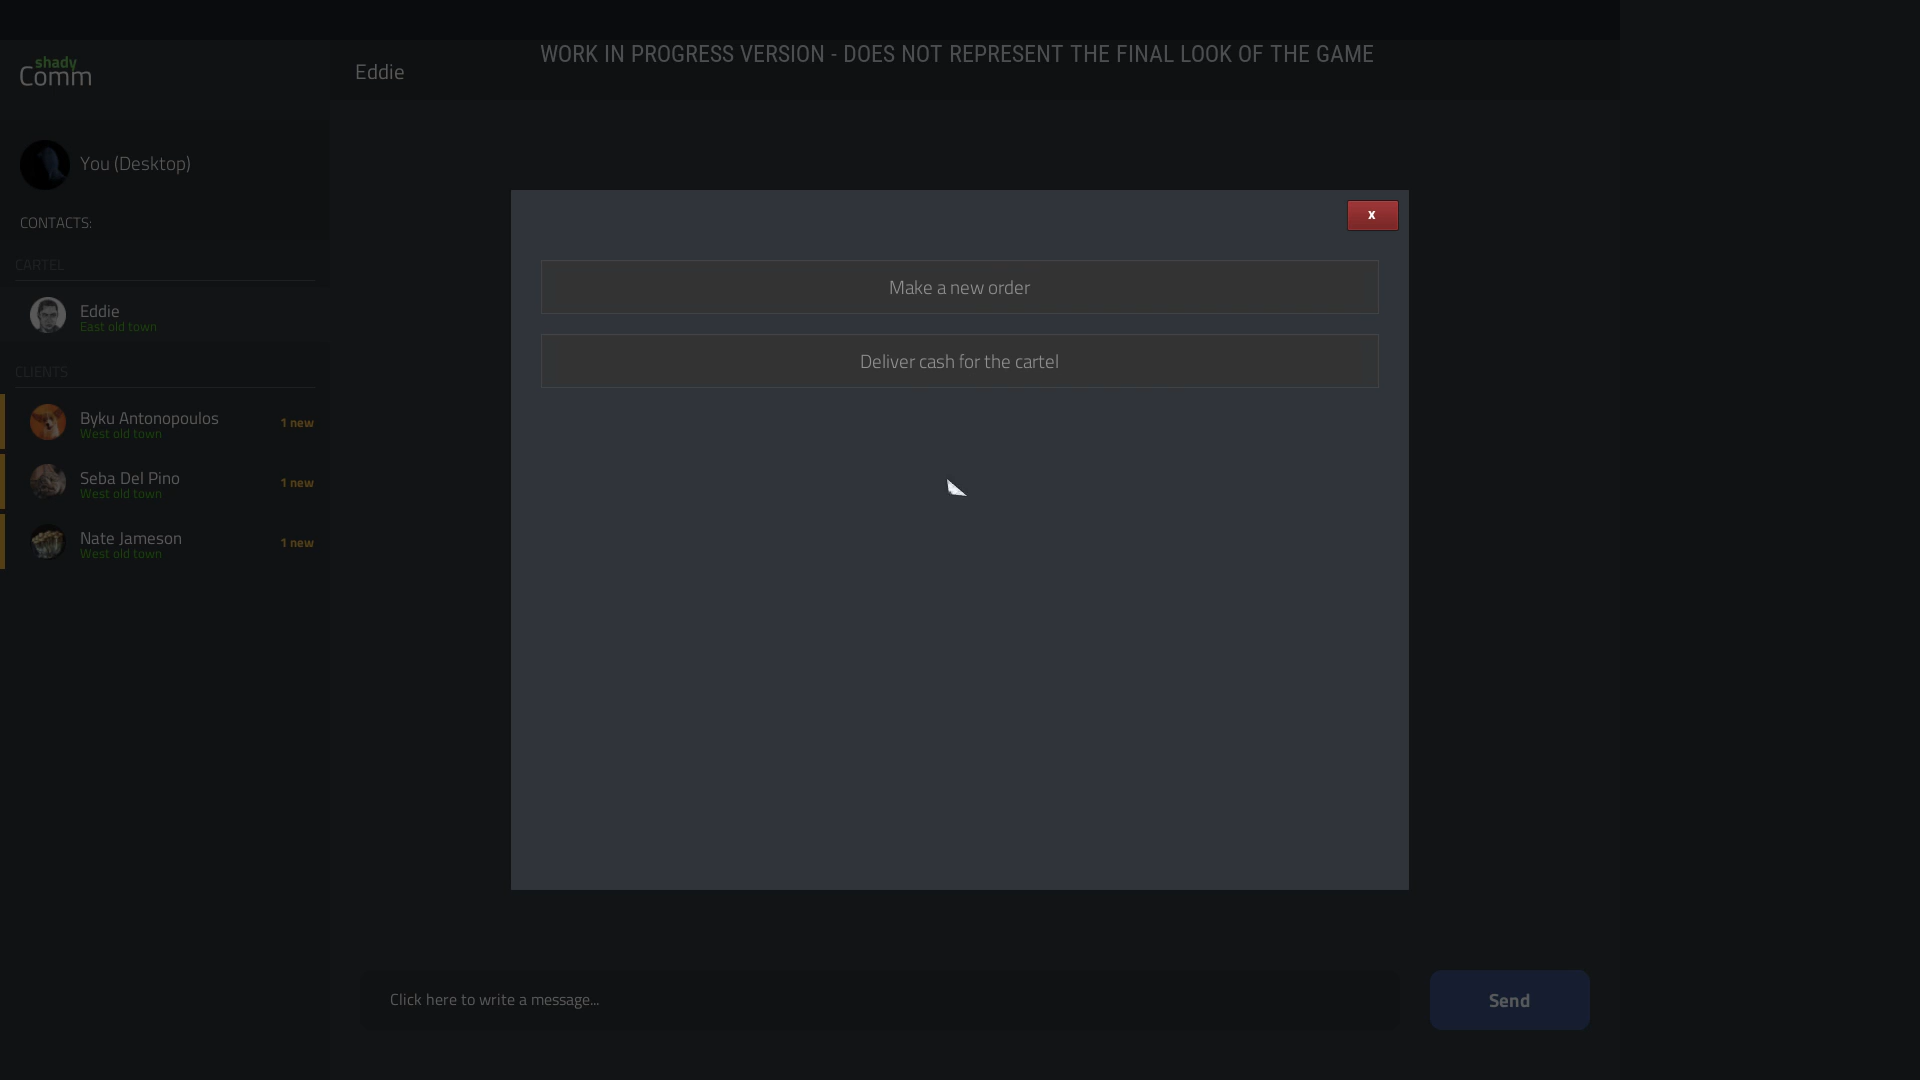 WORK IN PROGRESS VERSION - DOES NOT REPRESENT THE FINAL LOOK OF THE GAME
shady
Comm
Eddie
You (Desktop)
CONTACTS:
CARTEL
Eddie
East old town
CLIENTS
Byku Antonopoulos
West old town
1 new
Seba Del Pino
West old town
1 new
Nate Jameson
West old town
1 new
x
Make a new order
Deliver cash for the cartel
Click here to write a message...
Send